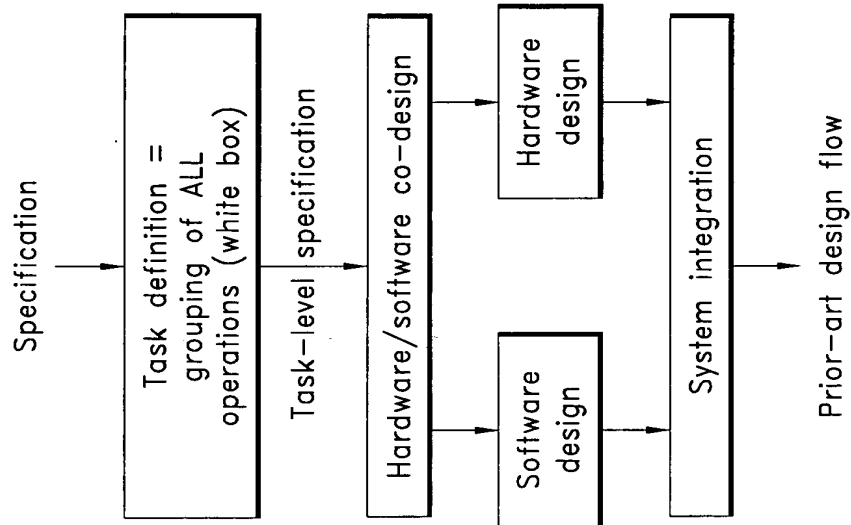 Specification
Task definition =
grouping of ALL
operations (white box)
Task-level specification
Hardware/software co-design
Software
design
Hardware
design
System integration
Prior-art design flow